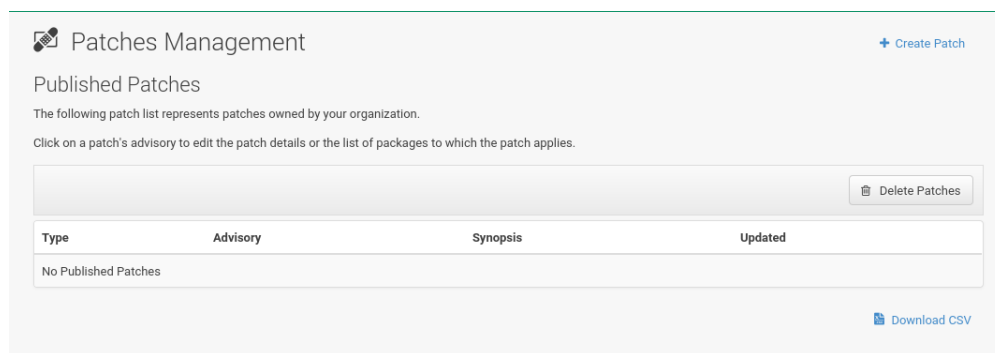 Patches Management
+ Create Patch
Published Patches
The following patch list represents patches owned by your organization.
Click on a patch's advisory to edit the patch details or the list of packages to which the patch applies.
Delete Patches
Type Advisory Synopsis Updated
No Published Patches
Download CSV